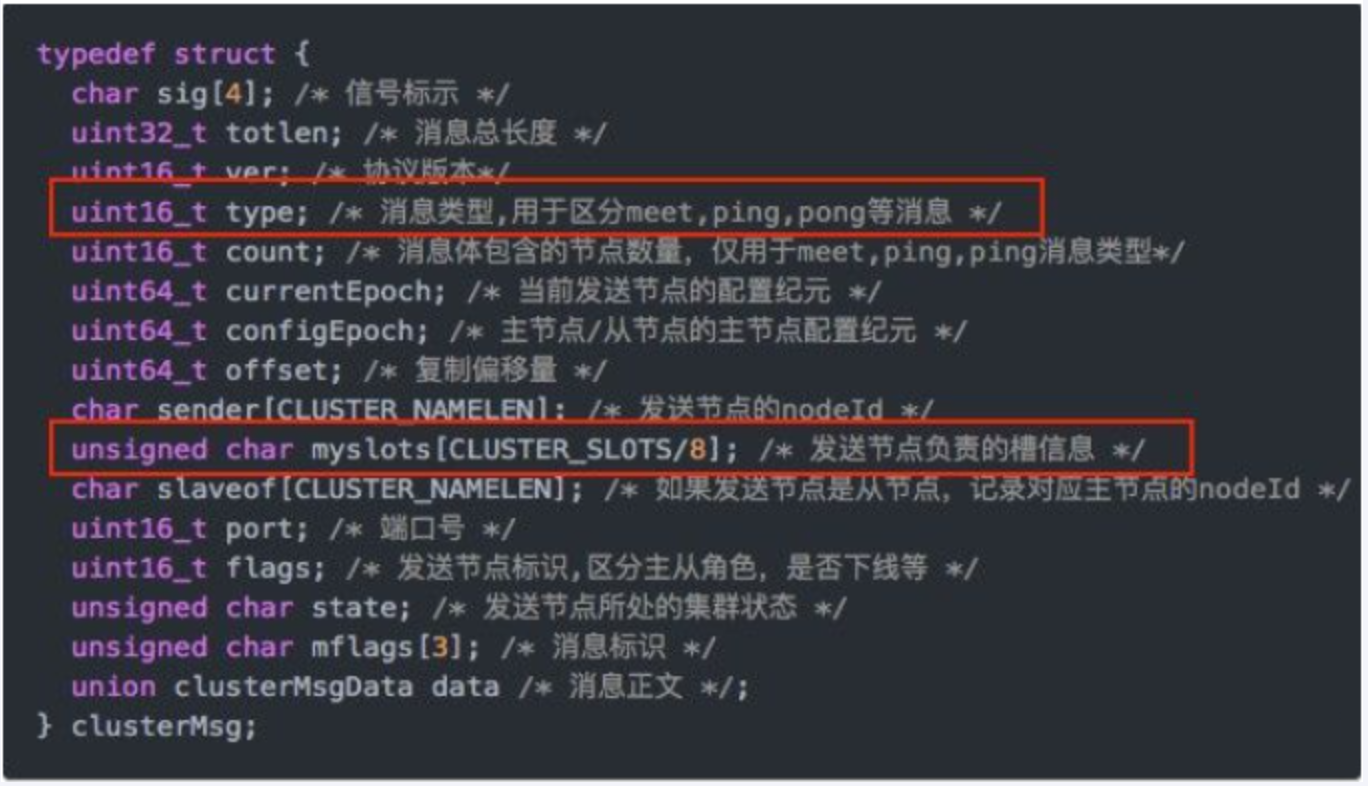 typedef struct {
char sig[4]; /* 信号标示 */
uint32_t totlen; /* 消息总长度 */
uint16_t ver; /* 协议版本*/
uint16_t type; /* 消息类型,用于区分meet,ping,pong等消息 */
uint16_t count; /* 消息体包含的节点数量，仅用于meet,ping,ping消息类型*/
uint64_t currentEpoch; /* 当前发送节点的配置纪元 */
uint64_t configEpoch; /* 主节点/从节点的主节点配置纪元 */
uint64_t offset; /* 复制偏移量 */
char sender[CLUSTER_NAMELEN]; /* 发送节点的nodeId */
unsigned char myslots[CLUSTER_SLOTS/8]; /* 发送节点负责的槽信息 */
char slaveof[CLUSTER_NAMELEN]; /* 如果发送节点是从节点，记录对应主节点的nodeId */
uint16_t port; /* 端口号 */
uint16_t flags; /* 发送节点标识,区分主从角色，是否下线等 */
unsigned char state; /* 发送节点所处的集群状态 */
unsigned char mflags[3]; /* 消息标识 */
union clusterMsgData data /* 消息正文 */;
} clusterMsg;